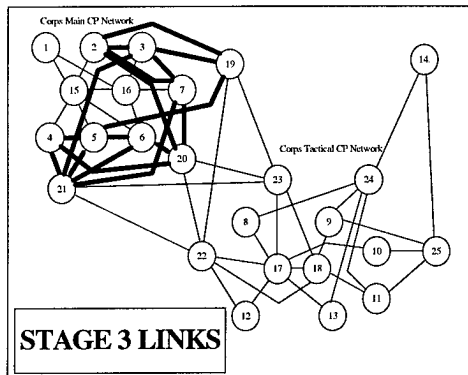 Corps Main CP Network
1 2 3
19 14
15 16 7
4 5 6
20 Corps Tactical CP Network
21 23 24
8 9
22 17 18 10 25
11
12 13
STAGE 3 LINKS